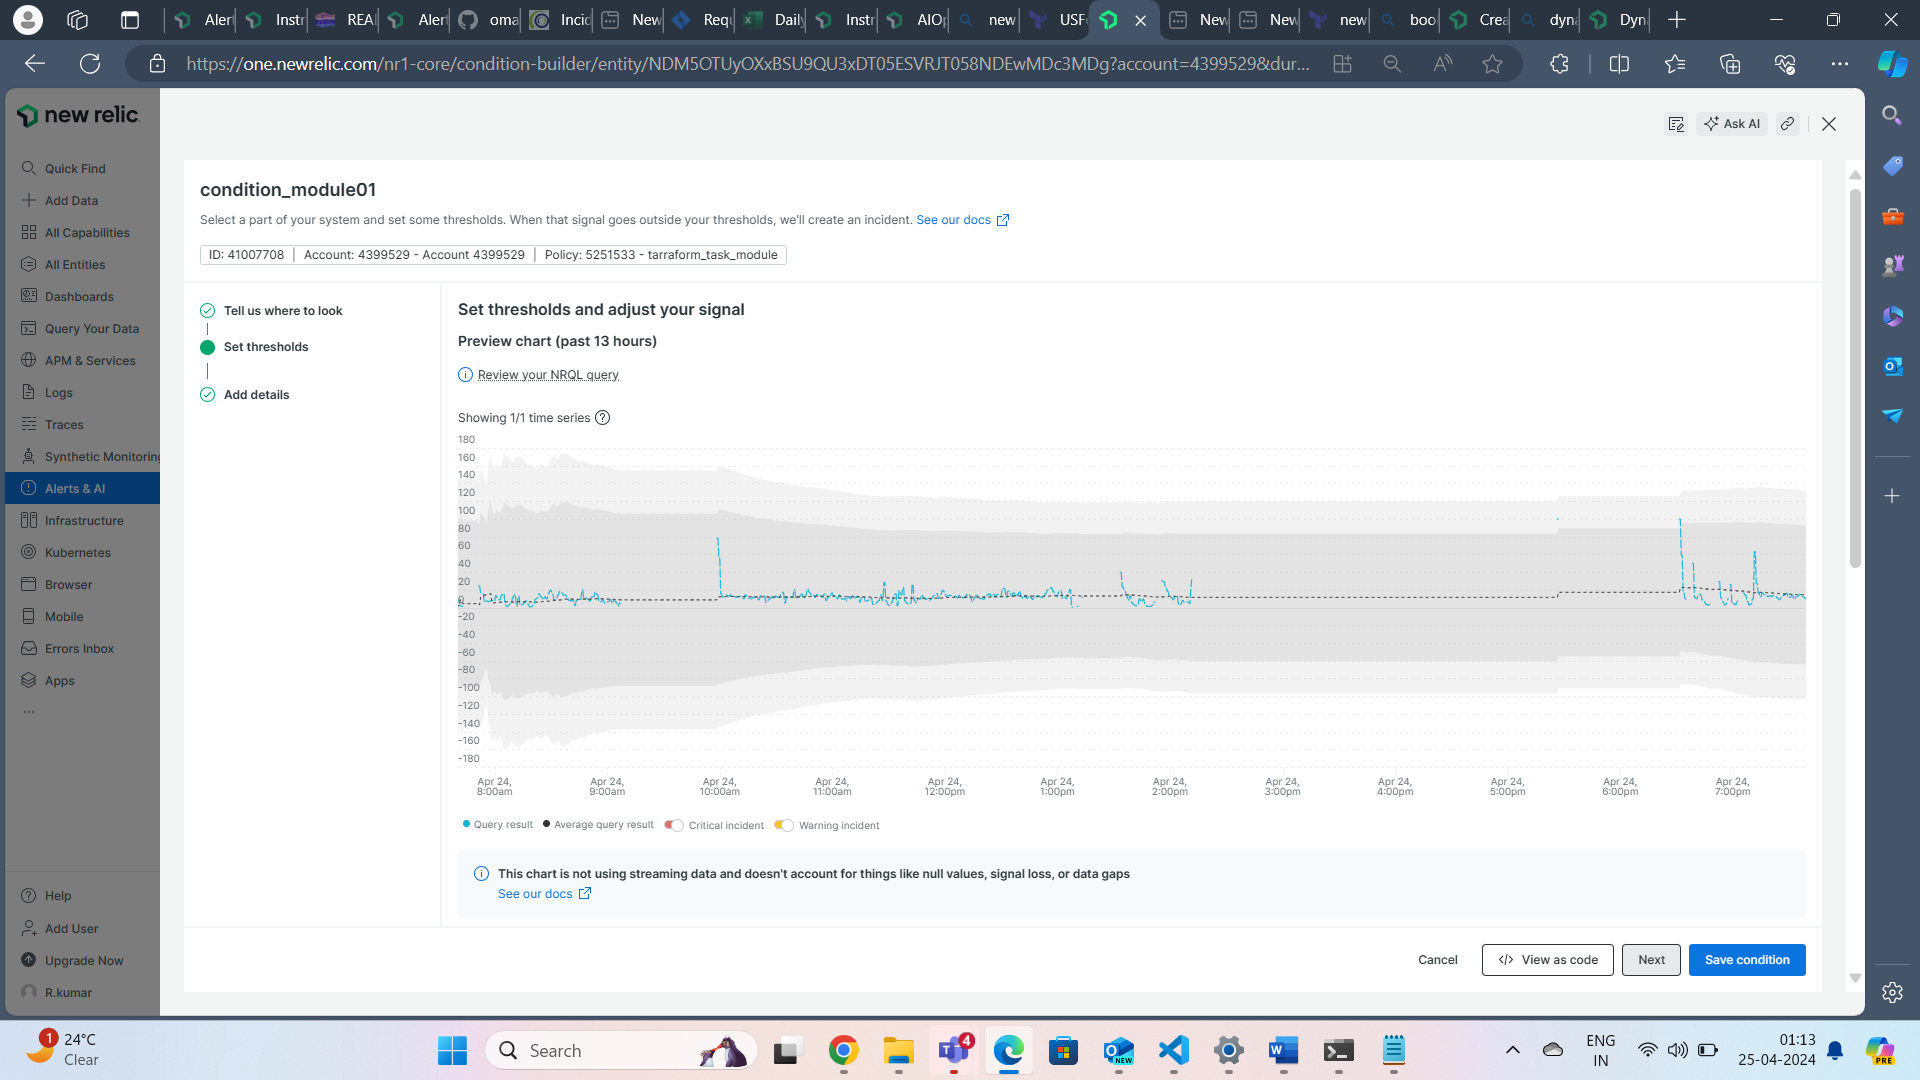 Alert
Instr
REAl
Alert
oma
Incid
New
Requ
Daily
Instr
AIOp
new
USFo
New
New
new
boo
Crea
dyna
Dyna
https://one.newrelic.com/nr1-core/condition-builder/entity/NDM5OTUyOXxBSU9QU3xDT05ESVRJT058NDEwMDc3MDg?account=4399529&dur...
new relic
Quick Find
Add Data
All Capabilities
All Entities
Dashboards
Query Your Data
APM & Services
Logs
Traces
Synthetic Monitoring
Alerts & AI
Infrastructure
Kubernetes
Browser
Mobile
Errors Inbox
Apps
...
Help
Add User
Upgrade Now
R.kumar
Ask AI
condition_module01
Select a part of your system and set some thresholds. When that signal goes outside your thresholds, we'll create an incident. See our docs
ID: 41007708 | Account: 4399529 - Account 4399529 | Policy: 5251533 - tarraform_task_module
Tell us where to look
Set thresholds
Add details
Set thresholds and adjust your signal
Preview chart (past 13 hours)
Review your NRQL query
Showing 1/1 time series
180
160
140
120
100
80
60
40
20
0
-20
-40
-60
-80
-100
-120
-140
-160
-180
Apr 24, 8:00am
Apr 24, 9:00am
Apr 24, 10:00am
Apr 24, 11:00am
Apr 24, 12:00pm
Apr 24, 1:00pm
Apr 24, 2:00pm
Apr 24, 3:00pm
Apr 24, 4:00pm
Apr 24, 5:00pm
Apr 24, 6:00pm
Apr 24, 7:00pm
Query result Average query result Critical incident Warning incident
This chart is not using streaming data and doesn't account for things like null values, signal loss, or data gaps
See our docs
Cancel
</> View as code
Next
Save condition
1
24°C
Clear
Search
4
NEW
ENG
IN
01:13
25-04-2024
PRE